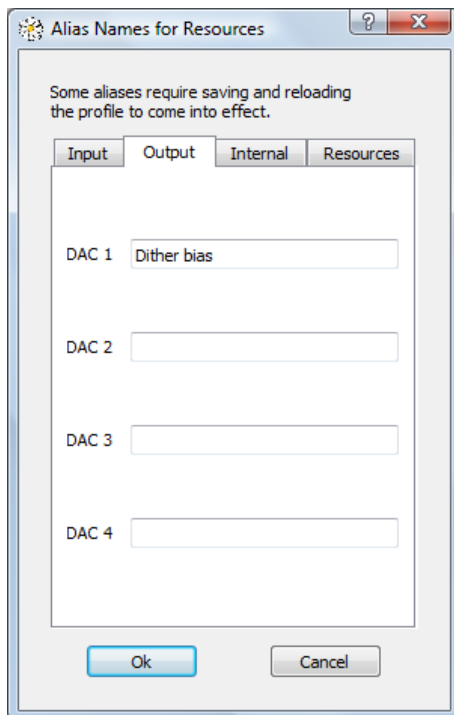 Alias Names for Resources
Some aliases require saving and reloading
the profile to come into effect.
Input Output Internal Resources
DAC 1 Dither bias
DAC 2
DAC 3
DAC 4
Ok Cancel